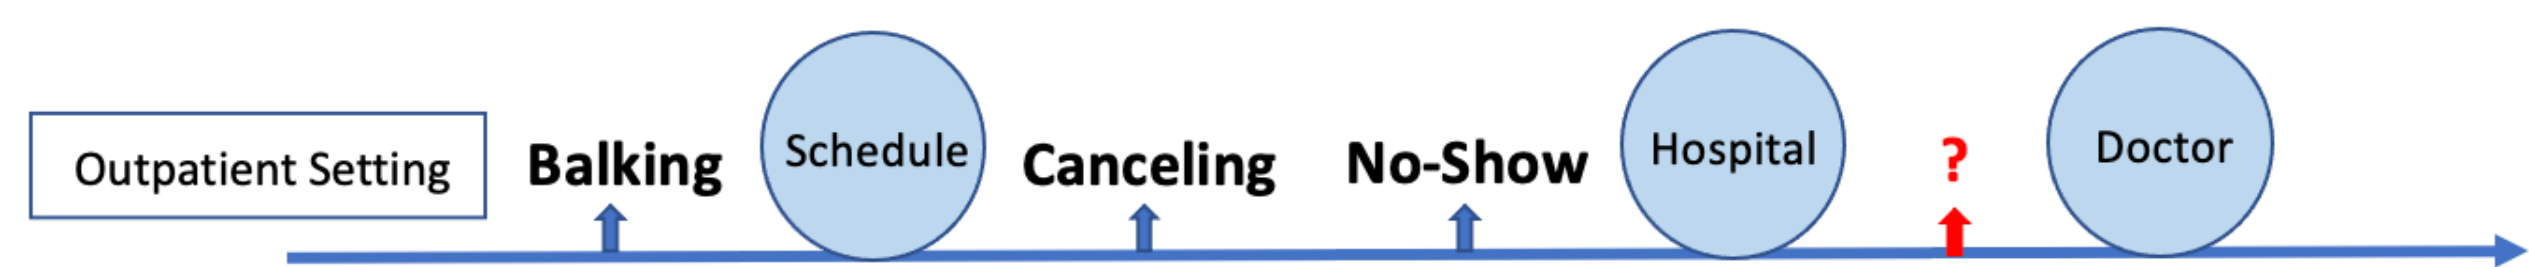 Outpatient Setting
Balking
Schedule
Canceling
No-Show
Hospital
?
Doctor